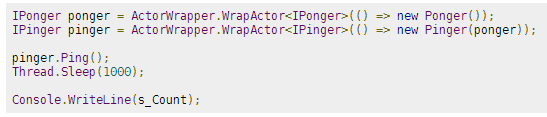 IPonger ponger = ActorWrapper.WrapActor<IPonger>(() => new Ponger());
IPinger pinger = ActorWrapper.WrapActor<IPinger>(() => new Pinger(ponger));
pinger.Ping();
Thread.Sleep(1000);
Console.WriteLine(s_Count);